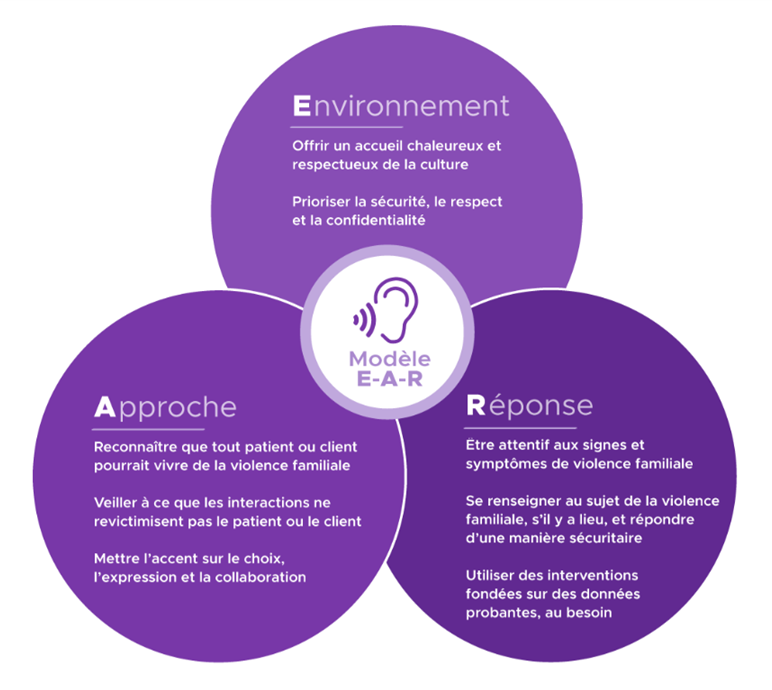 Environnement
Offrir un accueil chaleureux et
respectueux de la culture
Prioriser la sécurité, le respect
et la confidentialité
Modèle
E-A-R
Approche
Reconnaître que tout patient ou client
pourrait vivre de la violence familiale
Veiller à ce que les interactions ne
revictimisent pas le patient ou le client
Mettre l’accent sur le choix,
l’expression et la collaboration
Réponse
Être attentif aux signes et
symptômes de violence familiale
Se renseigner au sujet de la violence
familiale, s’il y a lieu, et répondre
d’une manière sécuritaire
Utiliser des interventions
fondées sur des données
probantes, au besoin